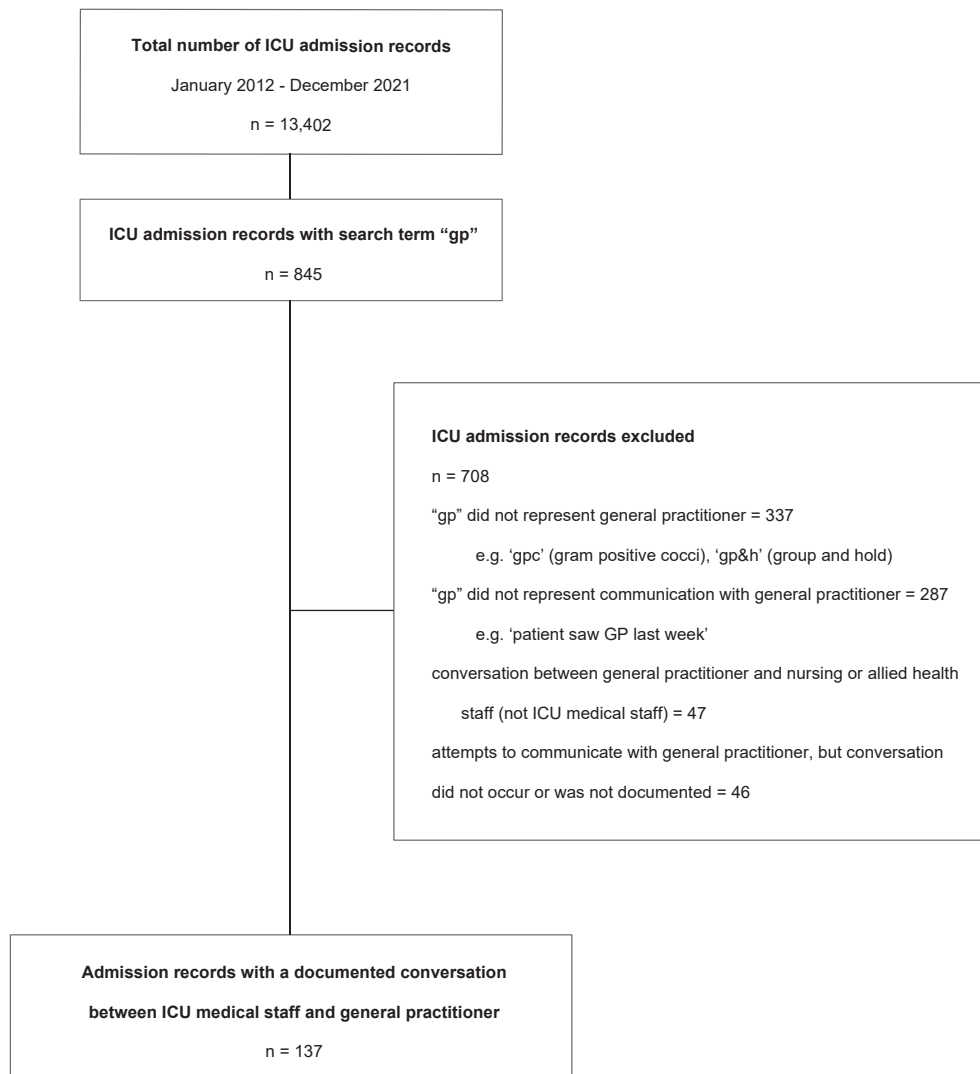 Total number of ICU admission records
January 2012 - December 2021
n = 13,402
ICU admission records with search term “gp”
n = 845
ICU admission records excluded
n = 708
“gp” did not represent general practitioner = 337
e.g. ‘gpc’ (gram positive cocci), ‘gp&h’ (group and hold)
“gp” did not represent communication with general practitioner = 287
e.g. ‘patient saw GP last week’
conversation between general practitioner and nursing or allied health
staff (not ICU medical staff) = 47
attempts to communicate with general practitioner, but conversation
did not occur or was not documented = 46
Admission records with a documented conversation
between ICU medical staff and general practitioner
n = 137